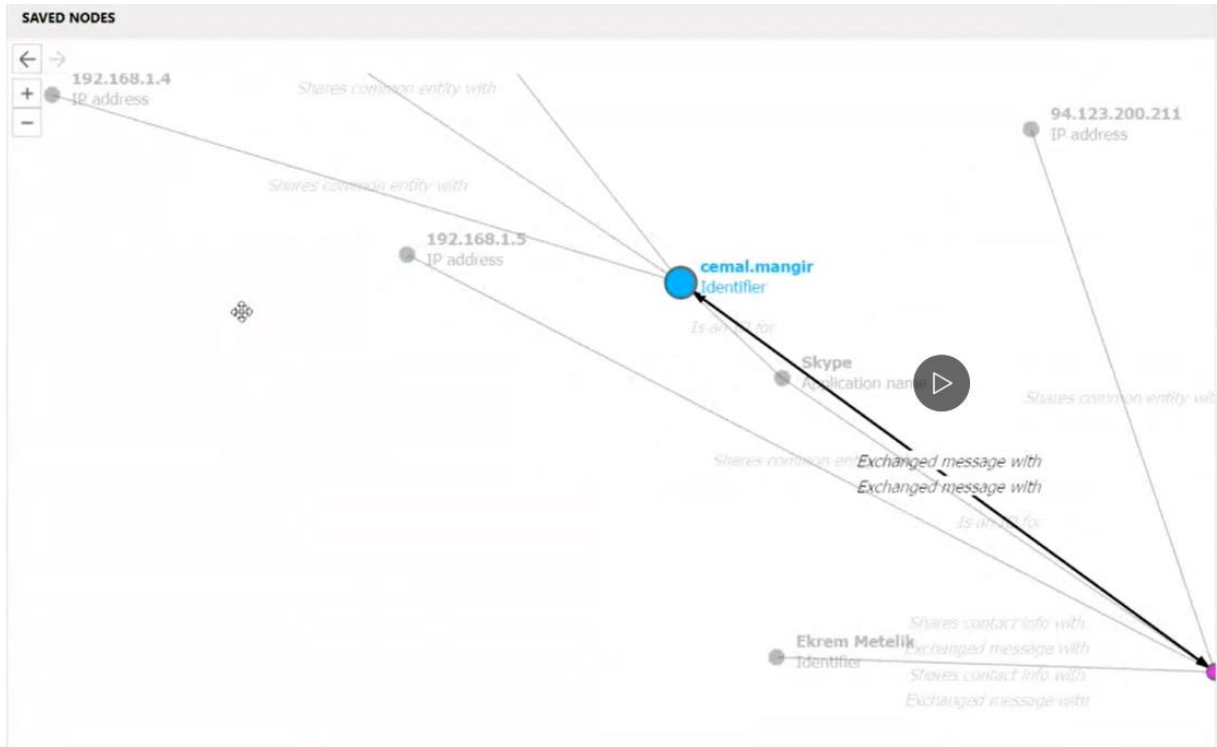 SAVED NODES
192.168.1.4
IP address
Shares common entity with
94.123.200.211
IP address
Shares common entity with
192.168.1.5
IP address
cemal.mangir
Identifier
Is an ID for
Skype
Application name
Shares common entity with
Shares common
Exchanged message with
Exchanged message with
Is an ID for
Shares contact info with
Ekrem Metelik
Identifier
Exchanged message with
Shares contact info with
Exchanged message with